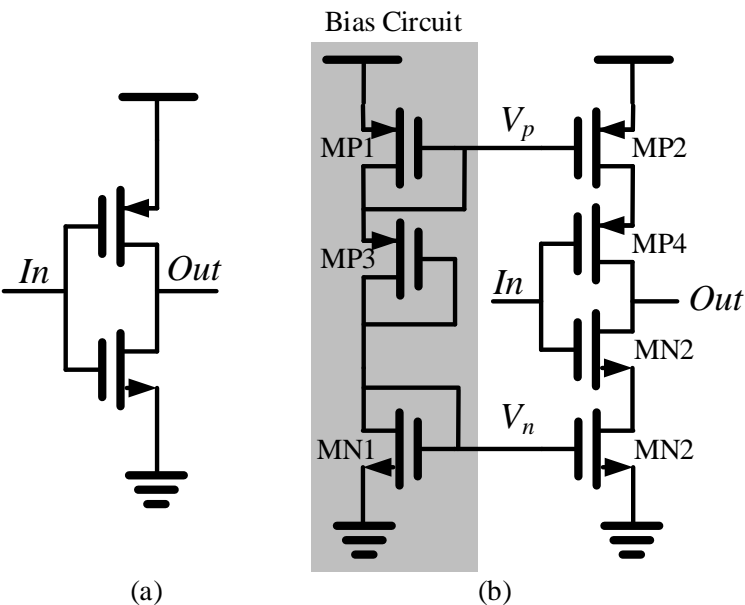 Bias Circuit
MP1
V_p
MP2
MP3
MP4
In
Out
In
Out
MN2
V_n
MN1
MN2
(a)
(b)